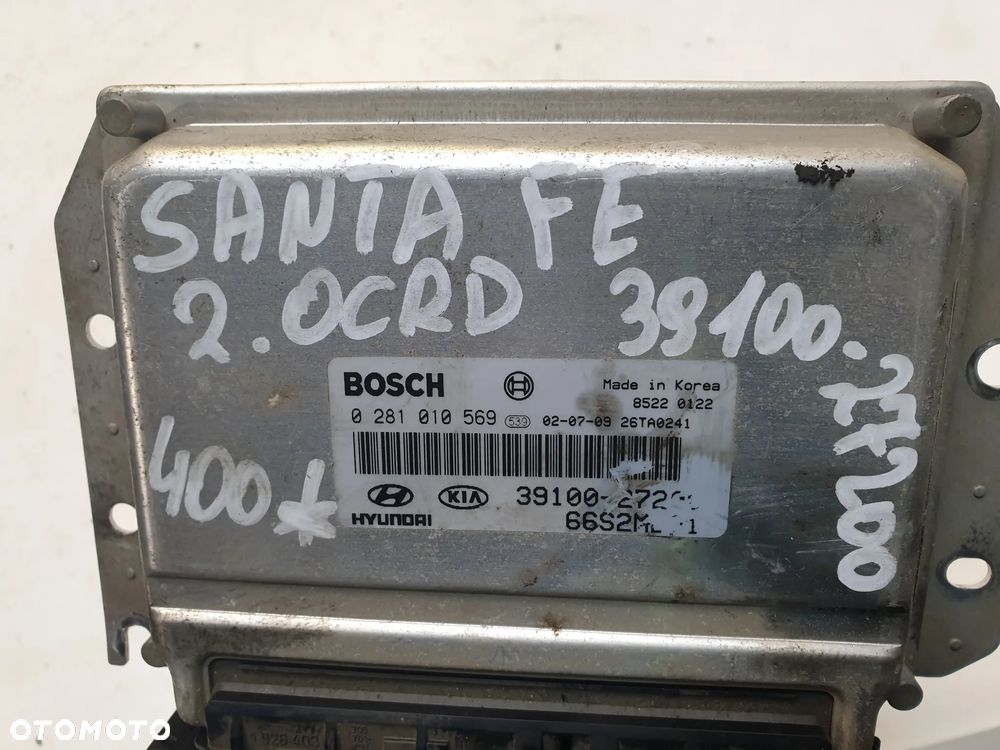 SANTA FE
2.0CRD 39100-27200
BOSCH Made in Korea
8522 0122
0 281 010 569 539 02-07-09 26TA0241
400
HYUNDAI KIA
OTOMOTO